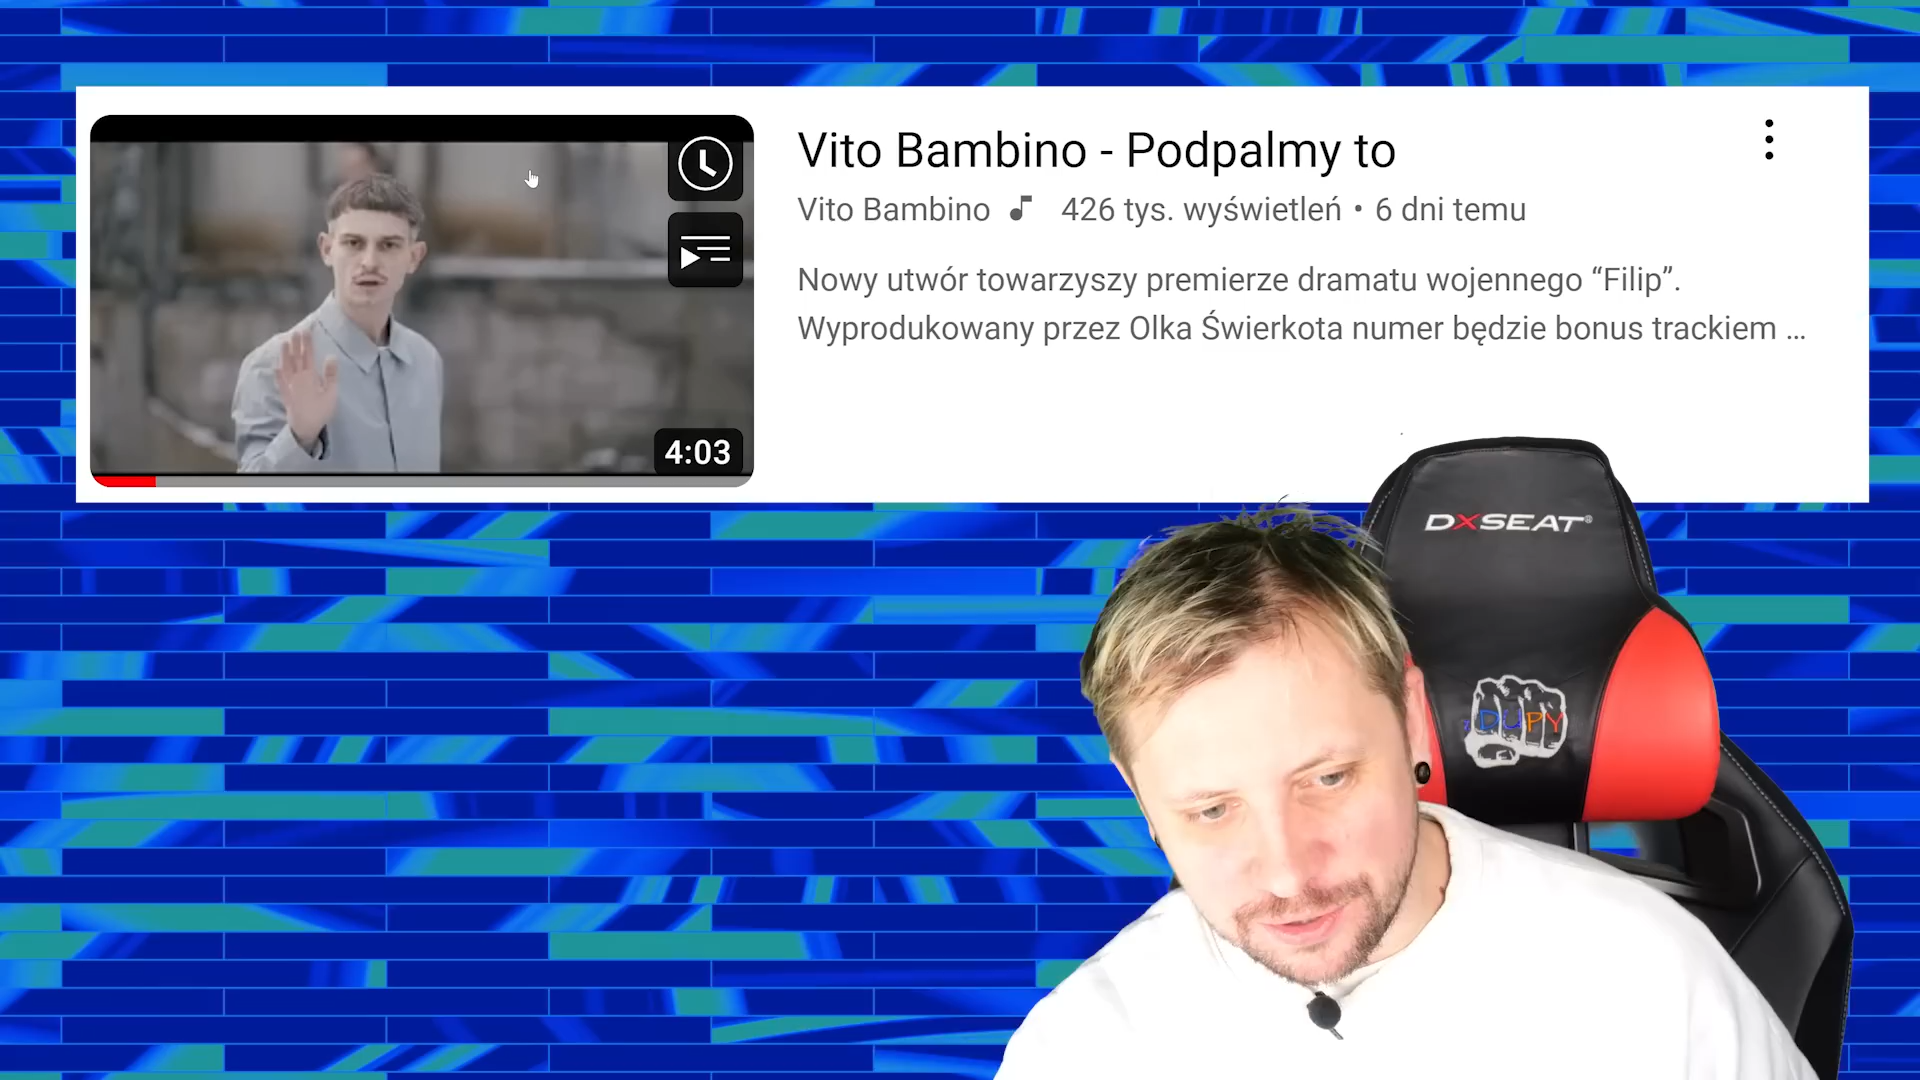 Vito Bambino - Podpalmy to
Vito Bambino 426 tys. wyświetleń • 6 dni temu
Nowy utwór towarzyszy premierze dramatu wojennego “Filip”.
Wyprodukowany przez Olka Świerkota numer będzie bonus trackiem ...
4:03
DXSEAT®
DUPY